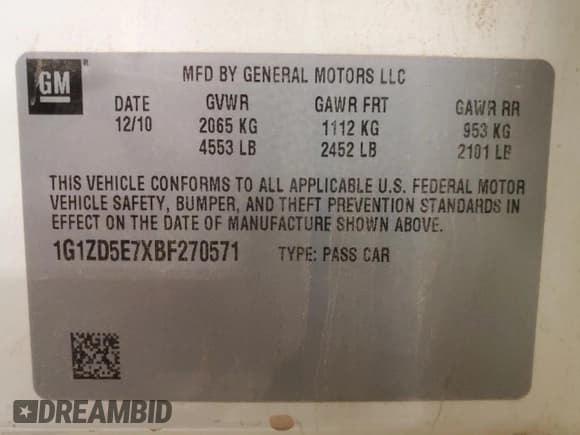 GM ®
MFD BY GENERAL MOTORS LLC
DATE GVWR GAWR FRT GAWR RR
12/10 2065 KG 1112 KG 953 KG
4553 LB 2452 LB 2101 LB
THIS VEHICLE CONFORMS TO ALL APPLICABLE U.S. FEDERAL MOTOR
VEHICLE SAFETY, BUMPER, AND THEFT PREVENTION STANDARDS IN
EFFECT ON THE DATE OF MANUFACTURE SHOWN ABOVE.
1G1ZD5E7XBF270571 TYPE: PASS CAR
DREAMBID